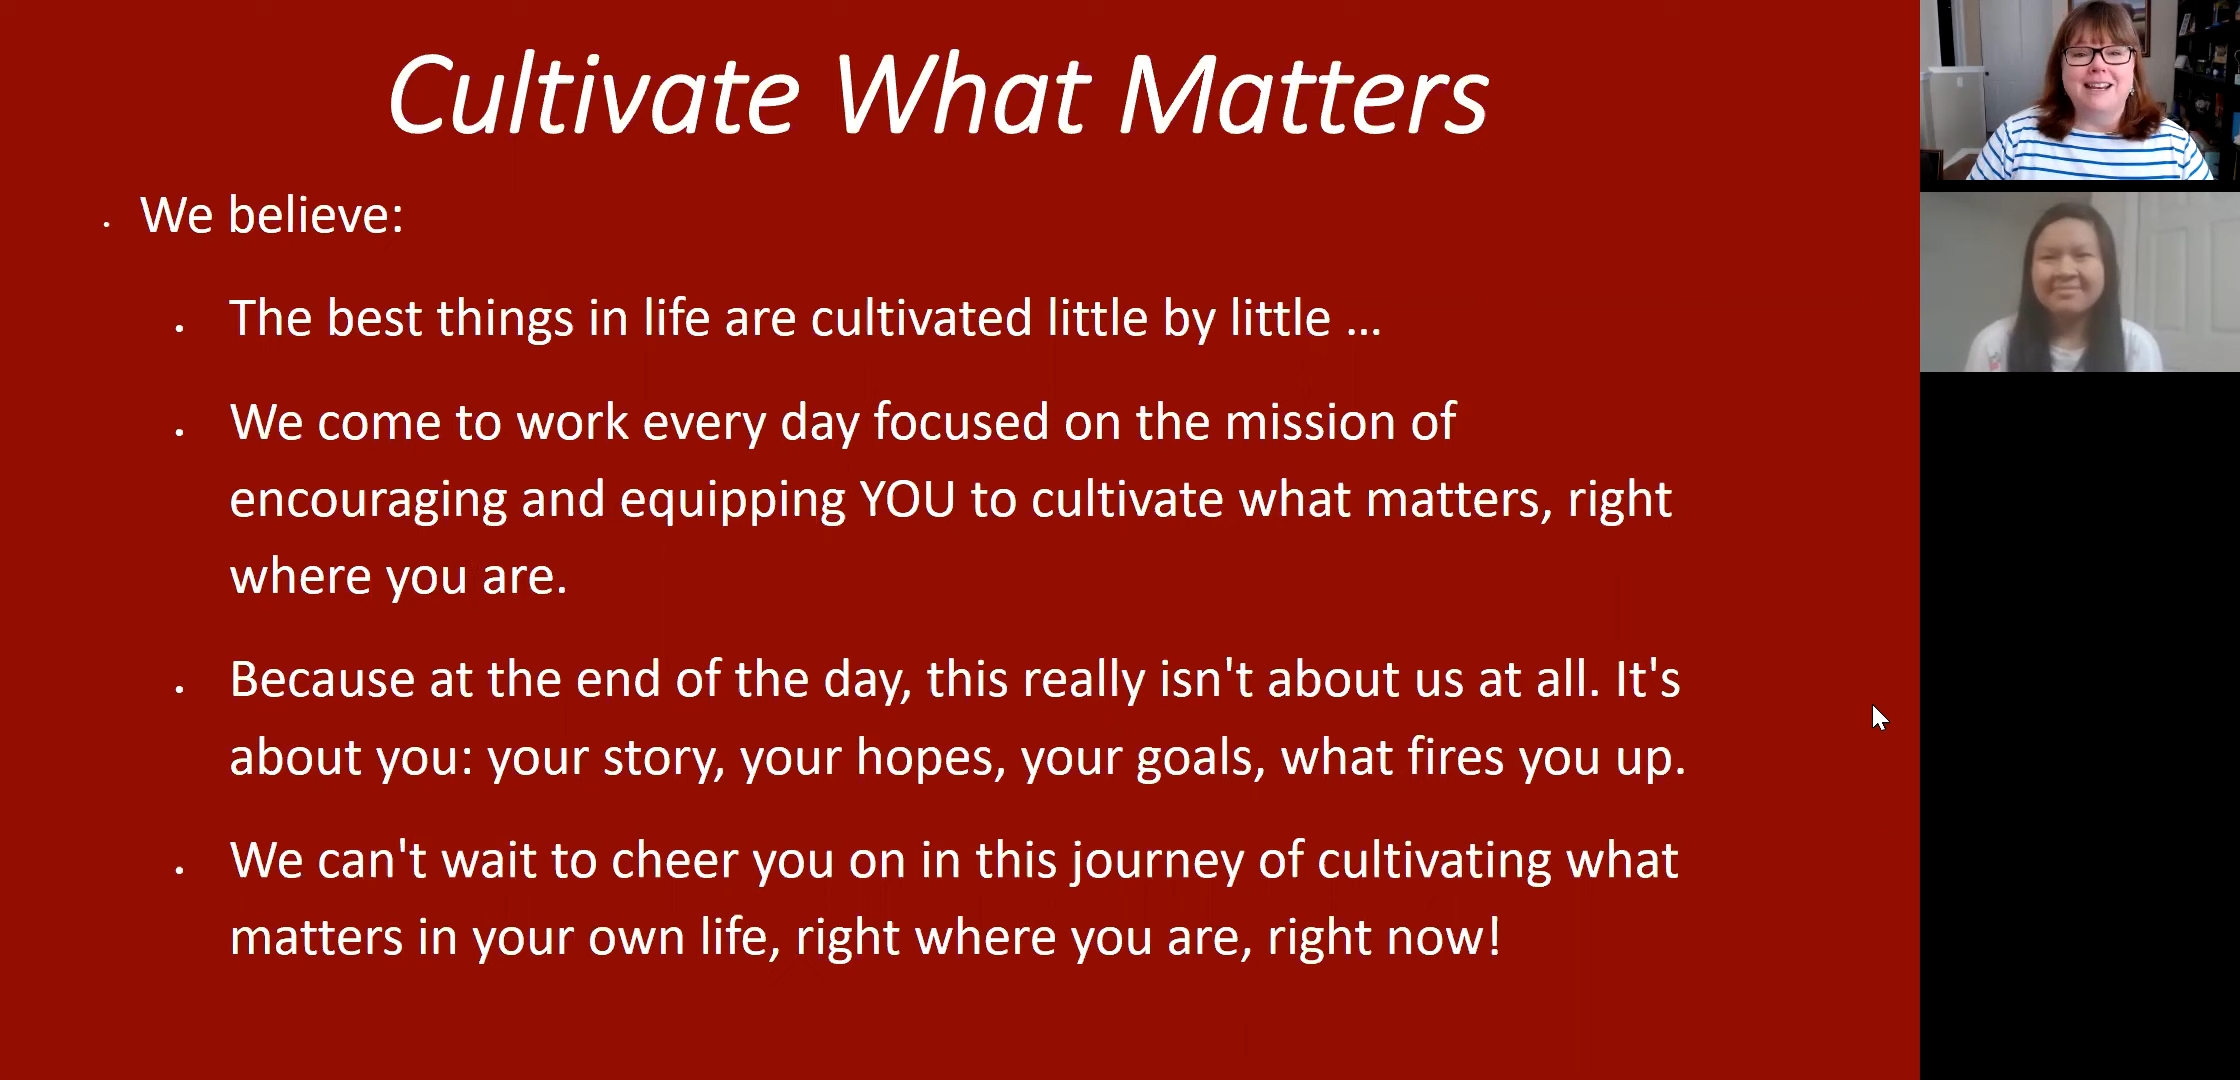 Cultivate What Matters
• We believe:
• The best things in life are cultivated little by little ...
• We come to work every day focused on the mission of
encouraging and equipping YOU to cultivate what matters, right
where you are.
• Because at the end of the day, this really isn't about us at all. It's
about you: your story, your hopes, your goals, what fires you up.
• We can't wait to cheer you on in this journey of cultivating what
matters in your own life, right where you are, right now!